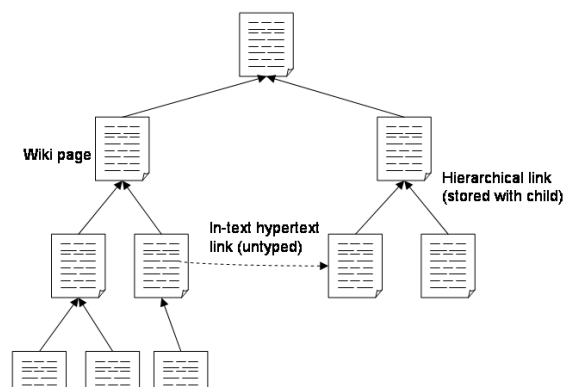 Wiki page
Hierarchical link
(stored with child)
In-text hypertext
link (untyped)